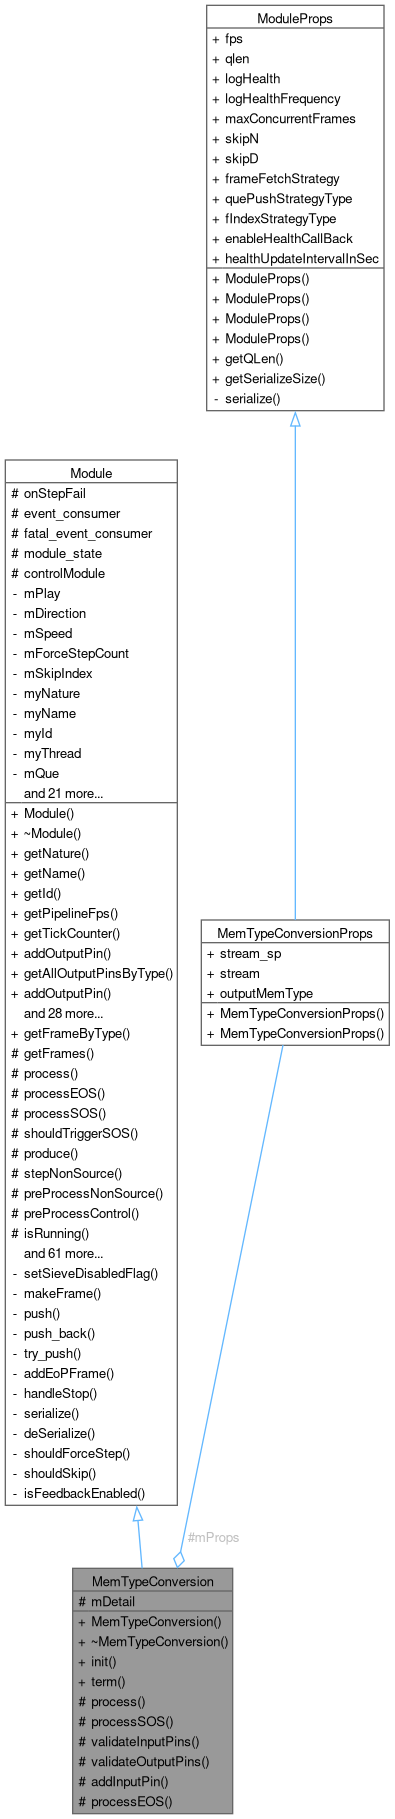 ModuleProps
+ fps
+ qlen
+ logHealth
+ logHealthFrequency
+ maxConcurrentFrames
+ skipN
+ skipD
+ frameFetchStrategy
+ quePushStrategyType
+ fIndexStrategyType
+ enableHealthCallBack
+ healthUpdateIntervalInSec
+ ModuleProps()
+ ModuleProps()
+ ModuleProps()
+ ModuleProps()
+ getQLen()
+ getSerializeSize()
- serialize()
Module
# onStepFail
# event_consumer
# fatal_event_consumer
# module_state
# controlModule
- mPlay
- mDirection
- mSpeed
- mForceStepCount
- mSkipIndex
- myNature
- myName
- myId
- myThread
- mQue
and 21 more...
+ Module()
+ ~Module()
+ getNature()
+ getName()
+ getId()
+ getPipelineFps()
+ getTickCounter()
+ addOutputPin()
+ getAllOutputPinsByType()
+ addOutputPin()
and 28 more...
+ getFrameByType()
# getFrames()
# process()
# processEOS()
# processSOS()
# shouldTriggerSOS()
# produce()
# stepNonSource()
# preProcessNonSource()
# preProcessControl()
# isRunning()
and 61 more...
- setSieveDisabledFlag()
- makeFrame()
- push()
- push_back()
- try_push()
- addEoPFrame()
- handleStop()
- serialize()
- deSerialize()
- shouldForceStep()
- shouldSkip()
- isFeedbackEnabled()
MemTypeConversionProps
+ stream_sp
+ stream
+ outputMemType
+ MemTypeConversionProps()
+ MemTypeConversionProps()
#mProps
MemTypeConversion
# mDetail
+ MemTypeConversion()
+ ~MemTypeConversion()
+ init()
+ term()
# process()
# processSOS()
# validateInputPins()
# validateOutputPins()
# addInputPin()
# processEOS()